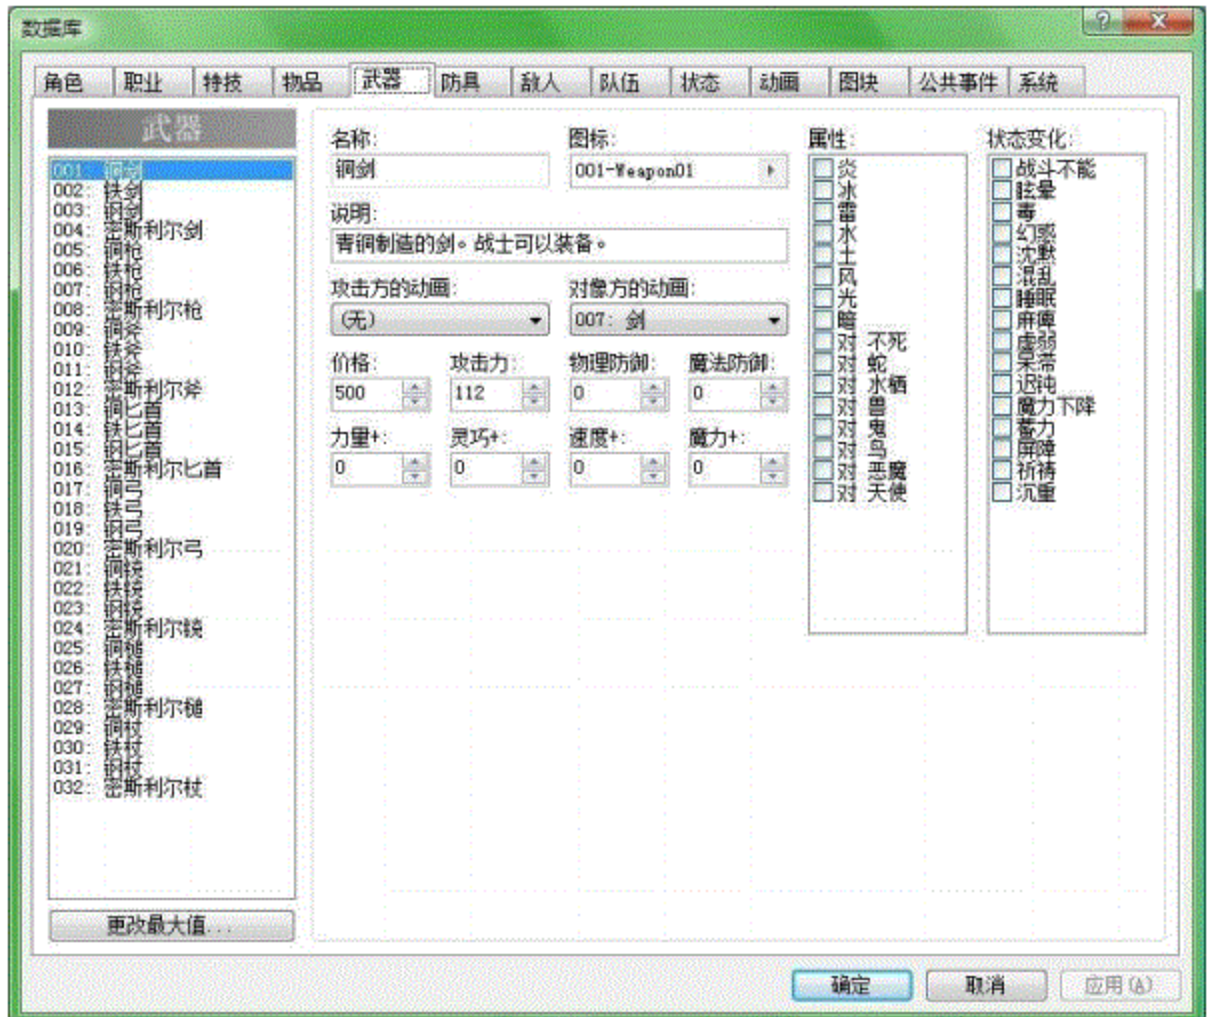 数据库
角色 职业 特技 物品 武器 防具 敌人 队伍 状态 动画 图块 公共事件 系统
武器
001: 铜剑
002: 铁剑
003: 钢剑
004: 密斯利尔剑
005: 铜枪
006: 铁枪
007: 钢枪
008: 密斯利尔枪
009: 铜斧
010: 铁斧
011: 钢斧
012: 密斯利尔斧
013: 铜匕首
014: 铁匕首
015: 钢匕首
016: 密斯利尔匕首
017: 铜弓
018: 铁弓
019: 钢弓
020: 密斯利尔弓
021: 铜铳
022: 铁铳
023: 钢铳
024: 密斯利尔铳
025: 铜槌
026: 铁槌
027: 钢槌
028: 密斯利尔槌
029: 铜杖
030: 铁杖
031: 钢杖
032: 密斯利尔杖
更改最大值...
名称: 图标:
铜剑 001-Weapon01
说明:
青铜制造的剑。战士可以装备。
攻击方的动画: 对像方的动画:
(无) 007: 剑
价格: 攻击力: 物理防御: 魔法防御:
500 112 0 0
力量+: 灵巧+: 速度+: 魔力+:
0 0 0 0
属性:
炎
冰
雷
水
土
风
光
暗
对 不死
对 蛇
对 水栖
对 兽
对 鬼
对 鸟
对 恶魔
对 天使
状态变化:
战斗不能
眩晕
毒
幻惑
沈默
混乱
睡眠
麻痹
虚弱
呆滞
迟钝
魔力下降
蓄力
屏障
祈祷
沉重
确定 取消 应用(A)